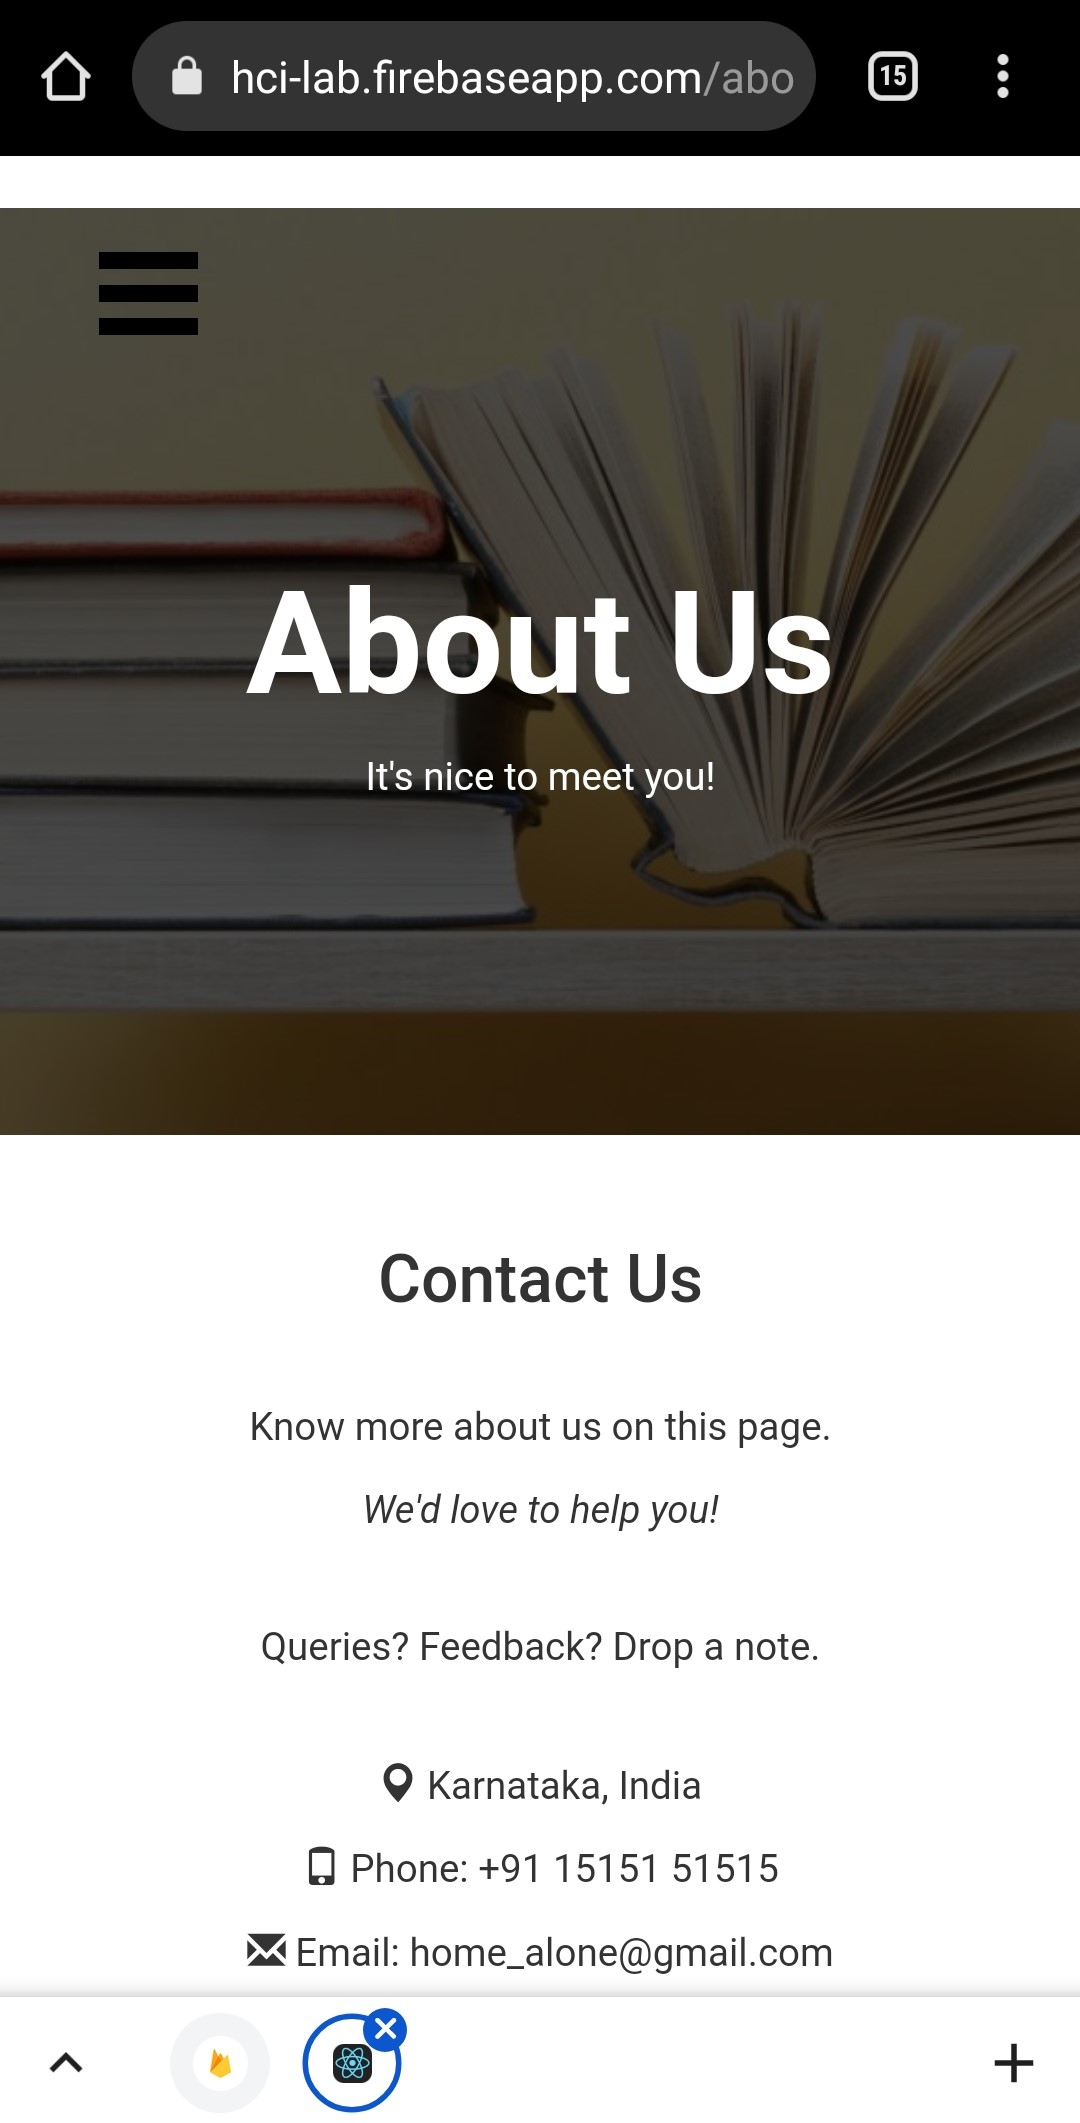 hci-lab.firebaseapp.com/abo
15
About Us
It's nice to meet you!
Contact Us
Know more about us on this page.
We'd love to help you!
Queries? Feedback? Drop a note.
Karnataka, India
Phone: +91 15151 51515
Email: home_alone@gmail.com